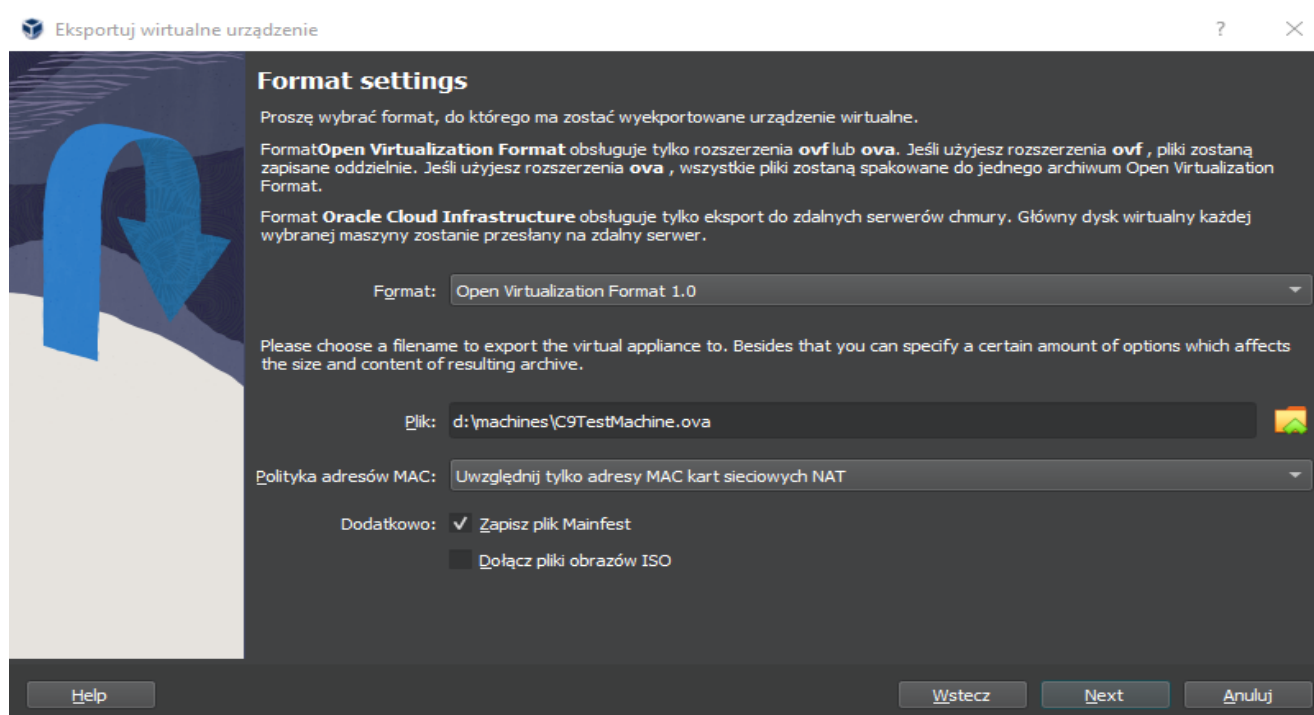 Eksportuj wirtualne urządzenie
?
Format settings
Proszę wybrać format, do którego ma zostać wyekportowane urządzenie wirtualne.
FormatOpen Virtualization Format obsługuje tylko rozszerzenia ovf lub ova. Jeśli użyjesz rozszerzenia ovf , pliki zostaną
zapisane oddzielnie. Jeśli użyjesz rozszerzenia ova , wszystkie pliki zostaną spakowane do jednego archiwum Open Virtualization
Format.
Format Oracle Cloud Infrastructure obsługuje tylko eksport do zdalnych serwerów chmury. Główny dysk wirtualny każdej
wybranej maszyny zostanie przesłany na zdalny serwer.
Format: Open Virtualization Format 1.0
Please choose a filename to export the virtual appliance to. Besides that you can specify a certain amount of options which affects
the size and content of resulting archive.
Plik: d:\machines\C9TestMachine.ova
Polityka adresów MAC: Uwzględnij tylko adresy MAC kart sieciowych NAT
Dodatkowo: Zapisz plik Mainfest
Dołącz pliki obrazów ISO
Help Wstecz Next Anuluj